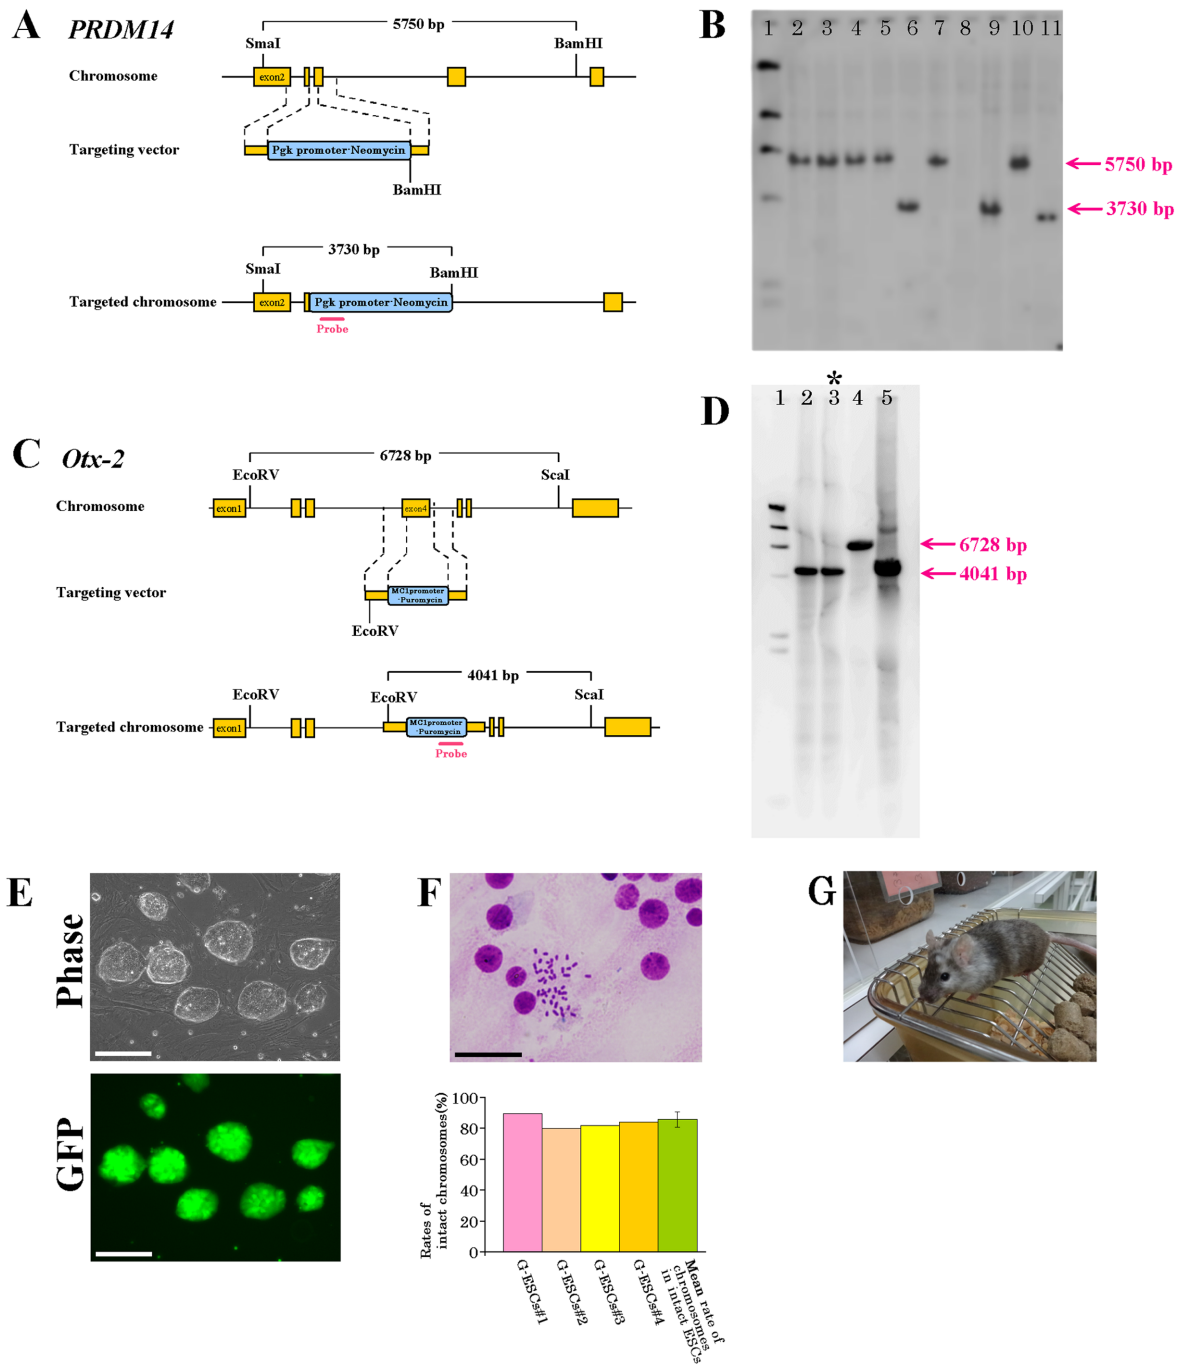 A
PRDM14
5750 bp
SmaI
BamHI
Chromosome
exon2
Targeting vector
Pgk promoter·Neomycin
BamHI
3730 bp
SmaI
BamHI
Targeted chromosome
exon2
Pgk promoter·Neomycin
Probe
B
1 2 3 4 5 6 7 8 9 10 11
5750 bp
3730 bp
C
Otx-2
6728 bp
EcoRV
ScaI
Chromosome
exon1
exon4
Targeting vector
MC1promoter
·Puromycin
EcoRV
4041 bp
EcoRV
EcoRV
ScaI
Targeted chromosome
exon1
MC1promoter
·Puromycin
Probe
D
*
1 2 3 4 5
6728 bp
4041 bp
E
Phase
GFP
F
Rates of
intact chromosomes(%)
100
80
60
40
20
0
G-ESCs#1
G-ESCs#2
G-ESCs#3
G-ESCs#4
Mean rate of
chromosomes
in intact ESCs
G